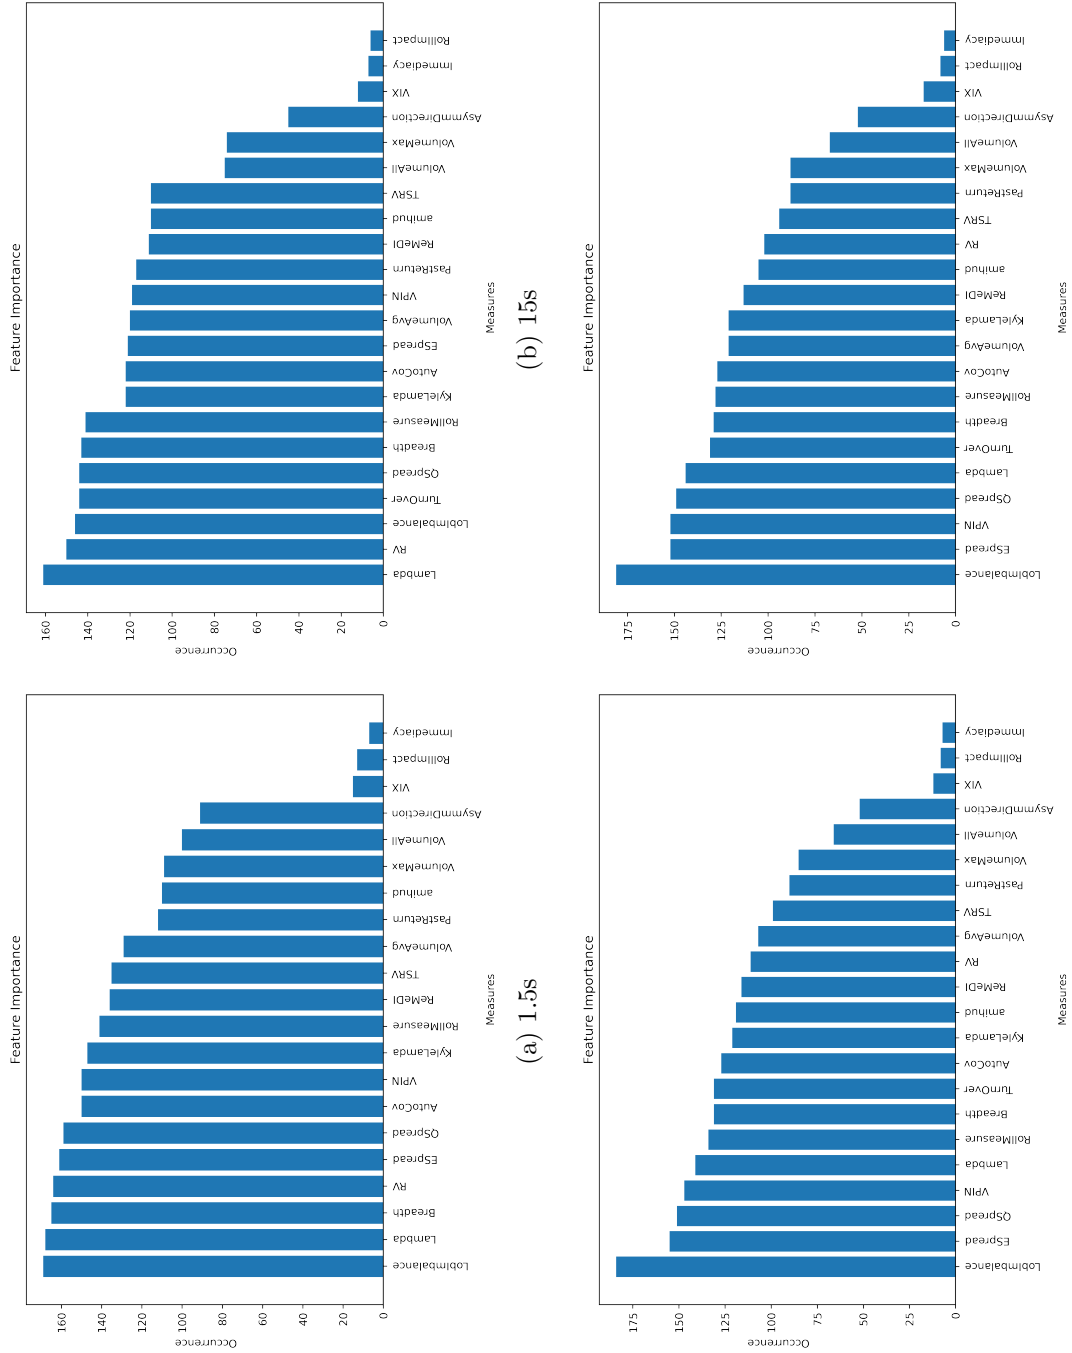 Feature Importance
160
140
120
100
80
60
40
20
0
Occurrence
LobImbalance
Lambda
Breadth
RV
ESpread
QSpread
AutoCov
VPIN
KyleLamda
RollMeasure
ReMeDI
TSRV
VolumeAvg
PastReturn
amihud
VolumeMax
VolumeAll
AsymmDirection
VIX
RollImpact
Immediacy
Measures
(a) 1.5s
Feature Importance
160
140
120
100
80
60
40
20
0
Occurrence
Lambda
RV
LobImbalance
TurnOver
QSpread
Breadth
RollMeasure
KyleLamda
AutoCov
ESpread
VolumeAvg
VPIN
PastReturn
ReMeDI
amihud
TSRV
VolumeAll
VolumeMax
AsymmDirection
VIX
Immediacy
RollImpact
Measures
(b) 15s
Feature Importance
175
150
125
100
75
50
25
0
Occurrence
LobImbalance
ESpread
QSpread
VPIN
Lambda
RollMeasure
Breadth
TurnOver
AutoCov
KyleLamda
amihud
ReMeDI
RV
VolumeAvg
TSRV
PastReturn
VolumeMax
VolumeAll
AsymmDirection
VIX
RollImpact
Immediacy
Measures
Feature Importance
175
150
125
100
75
50
25
0
Occurrence
LobImbalance
ESpread
VPIN
QSpread
Lambda
TurnOver
Breadth
RollMeasure
AutoCov
VolumeAvg
KyleLamda
ReMeDI
amihud
RV
TSRV
PastReturn
VolumeMax
VolumeAll
AsymmDirection
VIX
RollImpact
Immediacy
Measures